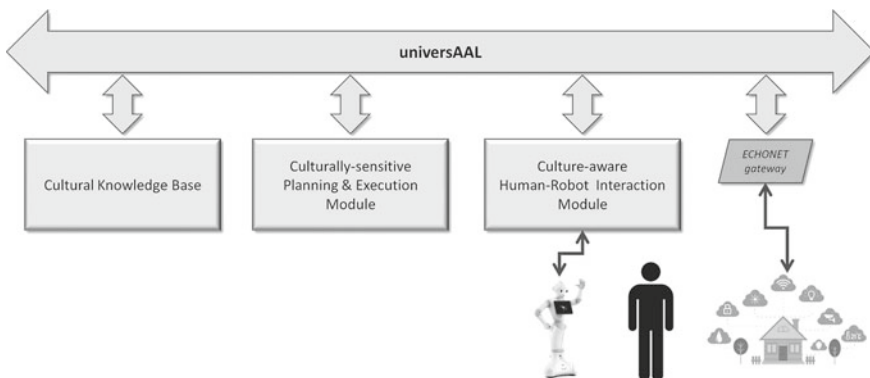 universAAL
Cultural Knowledge Base
Culturally-sensitive
Planning & Execution
Module
Culture-aware
Human-Robot Interaction
Module
ECHONET
gateway